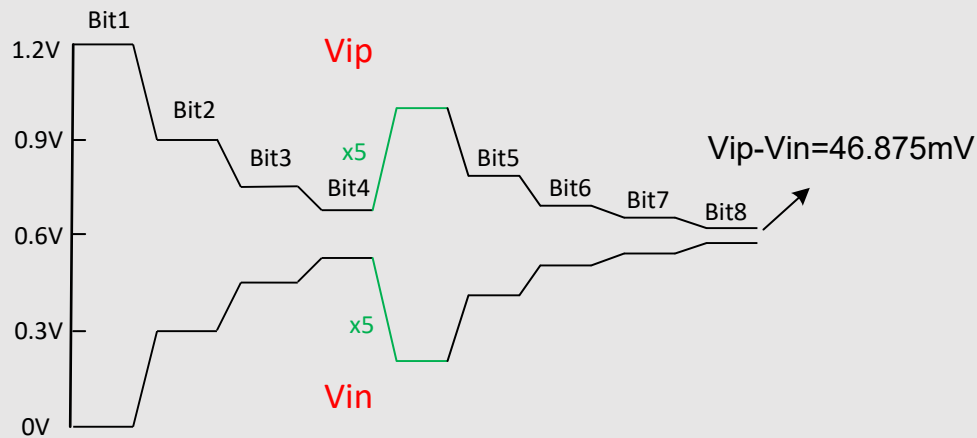 Bit1
1.2V
Vip
Bit2
0.9V
x5
Bit3
Bit4
Bit5
Vip-Vin=46.875mV
Bit6
Bit7
Bit8
0.6V
0.3V
x5
Vin
0V